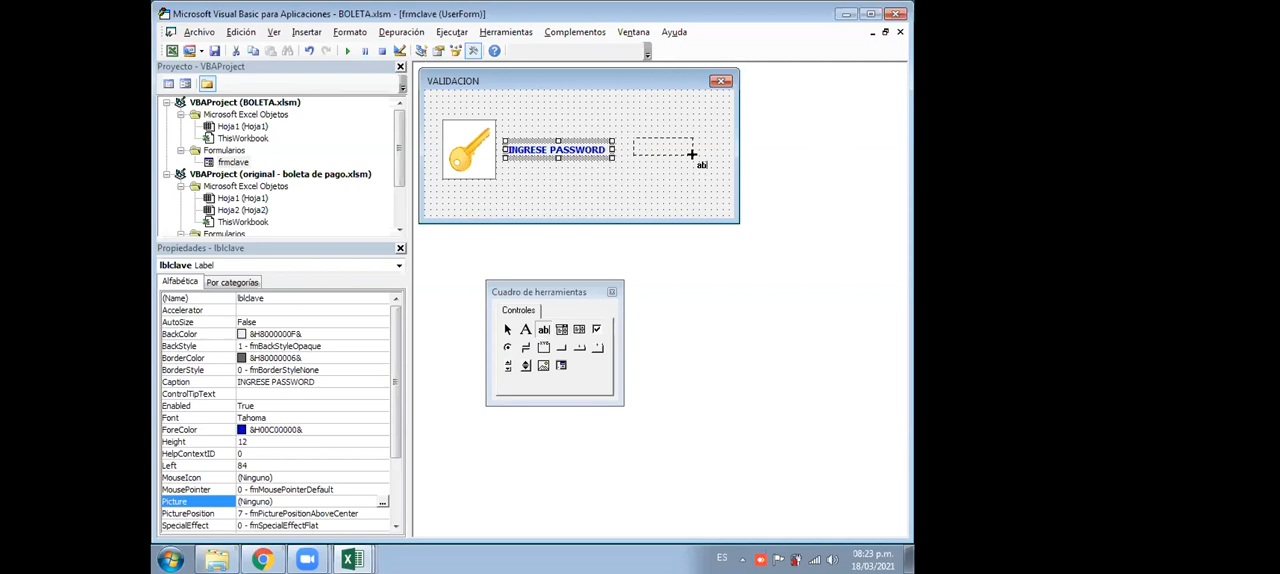 Microsoft Visual Basic para Aplicaciones - BOLETA.xlsm - [frmclave (UserForm)]
Archivo Edición Ver Insertar Formato Depuración Ejecutar Herramientas Complementos Ventana Ayuda
Proyecto - VBAProject
VBAProject (BOLETA.xlsm)
Microsoft Excel Objetos
Hoja1 (Hoja1)
ThisWorkbook
Formularios
frmclave
VBAProject (original - boleta de pago.xlsm)
Microsoft Excel Objetos
Hoja1 (Hoja1)
Hoja2 (Hoja2)
ThisWorkbook
Formularios
Propiedades - lblclave
lblclave Label
Alfabética Por categorías
(Name) lblclave
Accelerator
AutoSize False
BackColor &H8000000F&
BackStyle 1 - fmBackStyleOpaque
BorderColor &H80000006&
BorderStyle 0 - fmBorderStyleNone
Caption INGRESE PASSWORD
ControlTipText
Enabled True
Font Tahoma
ForeColor &H00C00000&
Height 12
HelpContextID 0
Left 84
MouseIcon (Ninguno)
MousePointer 0 - fmMousePointerDefault
Picture (Ninguno) ...
PicturePosition 7 - fmPicturePositionAboveCenter
SpecialEffect 0 - fmSpecialEffectFlat
VALIDACION
INGRESE PASSWORD
ab
Cuadro de herramientas
Controles
A ab
ES 08:23 p.m.
18/03/2021